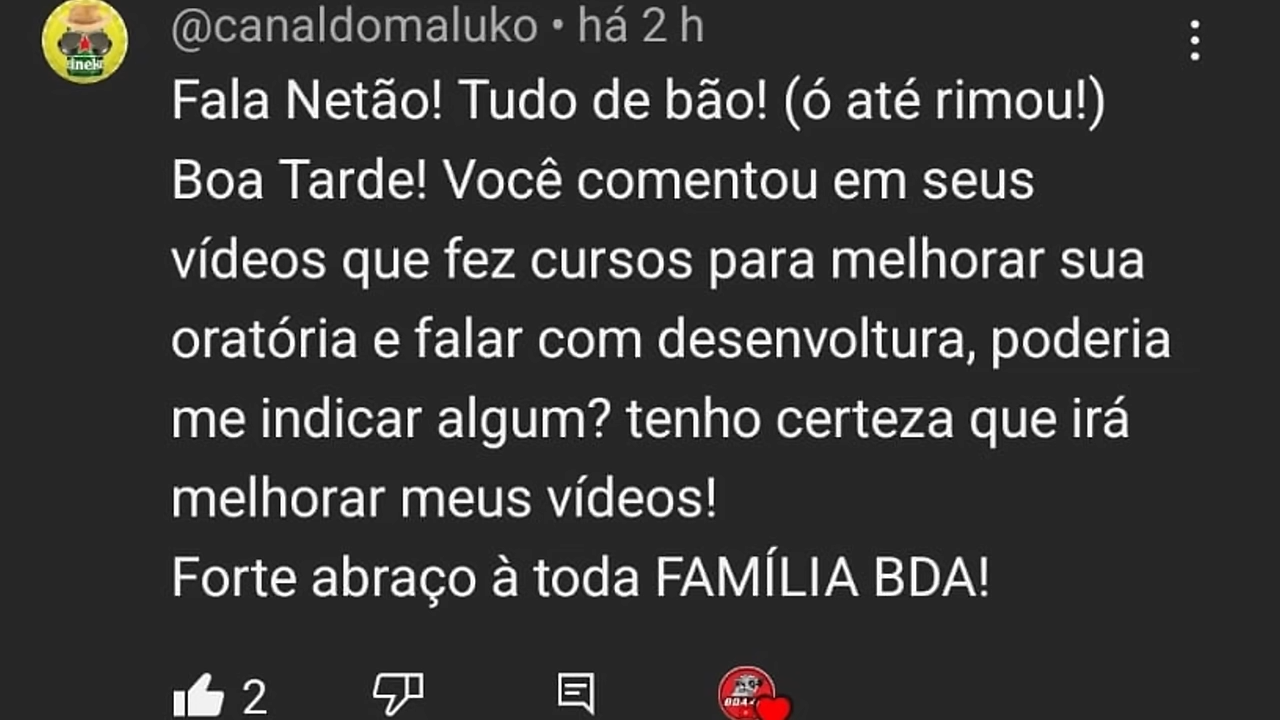 @canaldomaluko • há 2 h
Fala Netão! Tudo de bão! (ó até rimou!)
Boa Tarde! Você comentou em seus
vídeos que fez cursos para melhorar sua
oratória e falar com desenvoltura, poderia
me indicar algum? tenho certeza que irá
melhorar meus vídeos!
Forte abraço à toda FAMÍLIA BDA!
2